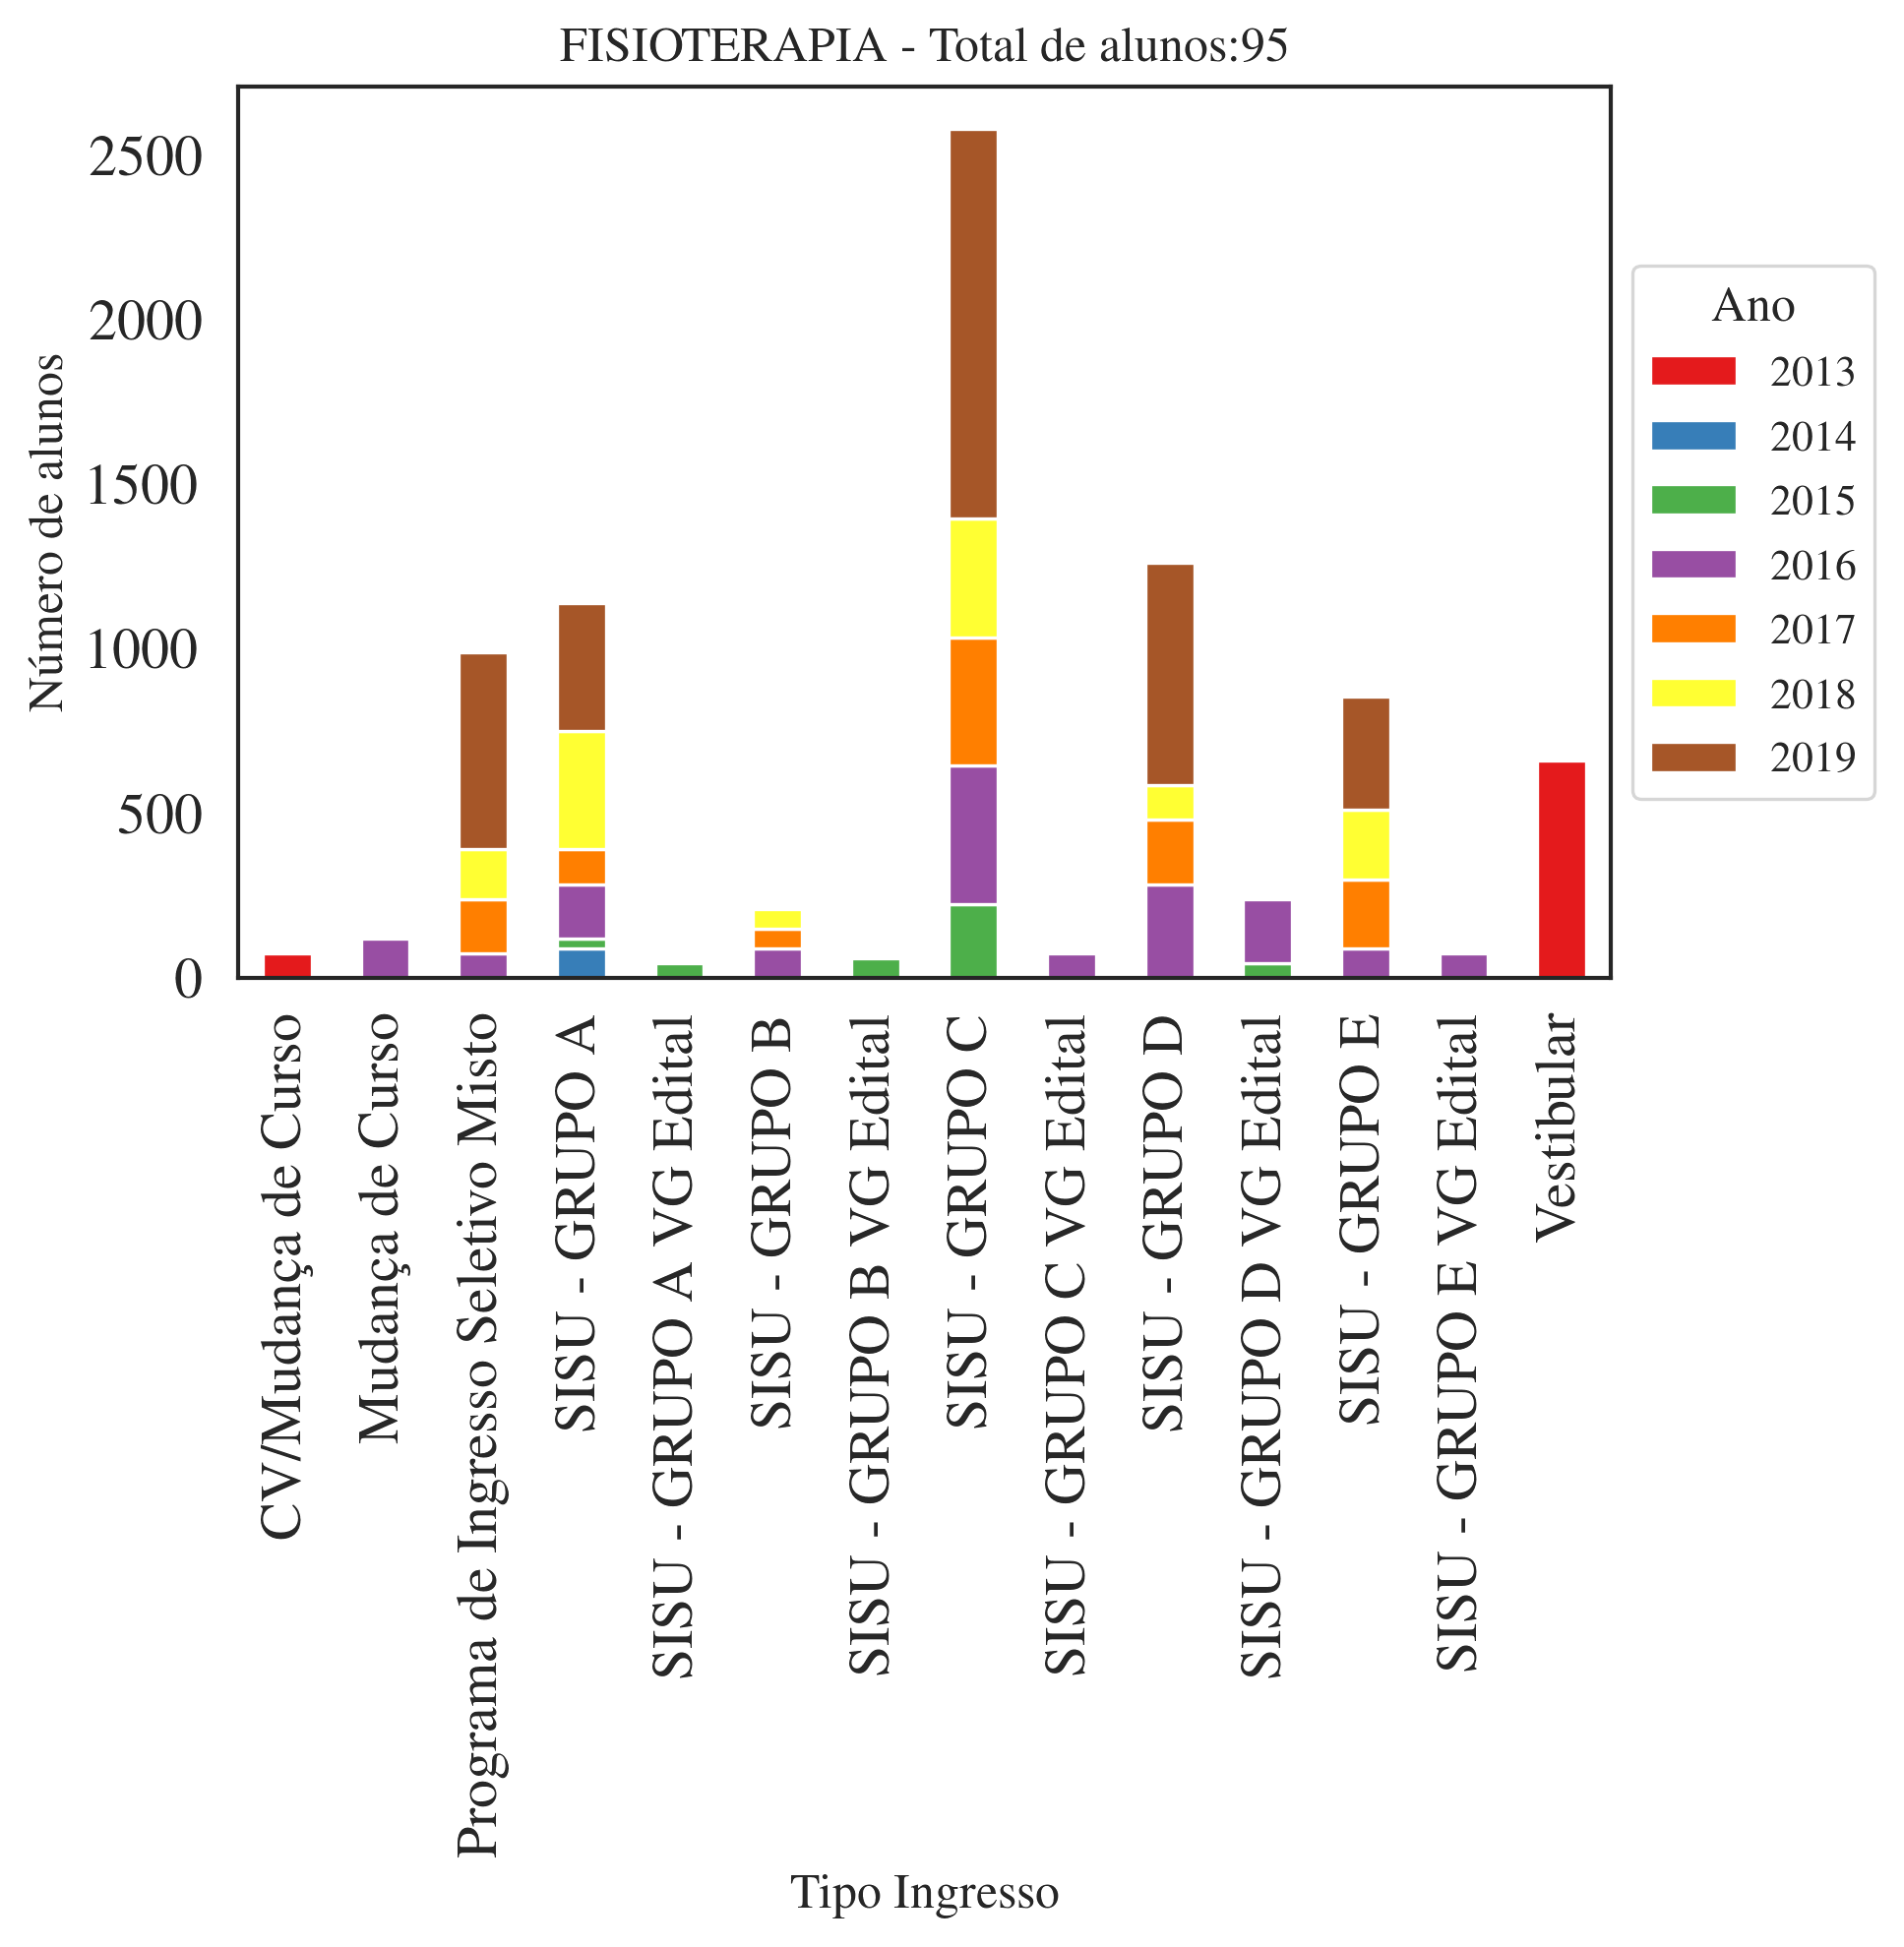 FISIOTERAPIA - Total de alunos:95
Número de alunos
2500
2000
1500
1000
500
0
Ano
2013
2014
2015
2016
2017
2018
2019
CV/Mudança de Curso
Mudança de Curso
Programa de Ingresso Seletivo Misto
SISU - GRUPO A
SISU - GRUPO A VG Edital
SISU - GRUPO B
SISU - GRUPO B VG Edital
SISU - GRUPO C
SISU - GRUPO C VG Edital
SISU - GRUPO D
SISU - GRUPO D VG Edital
SISU - GRUPO E
SISU - GRUPO E VG Edital
Vestibular
Tipo Ingresso